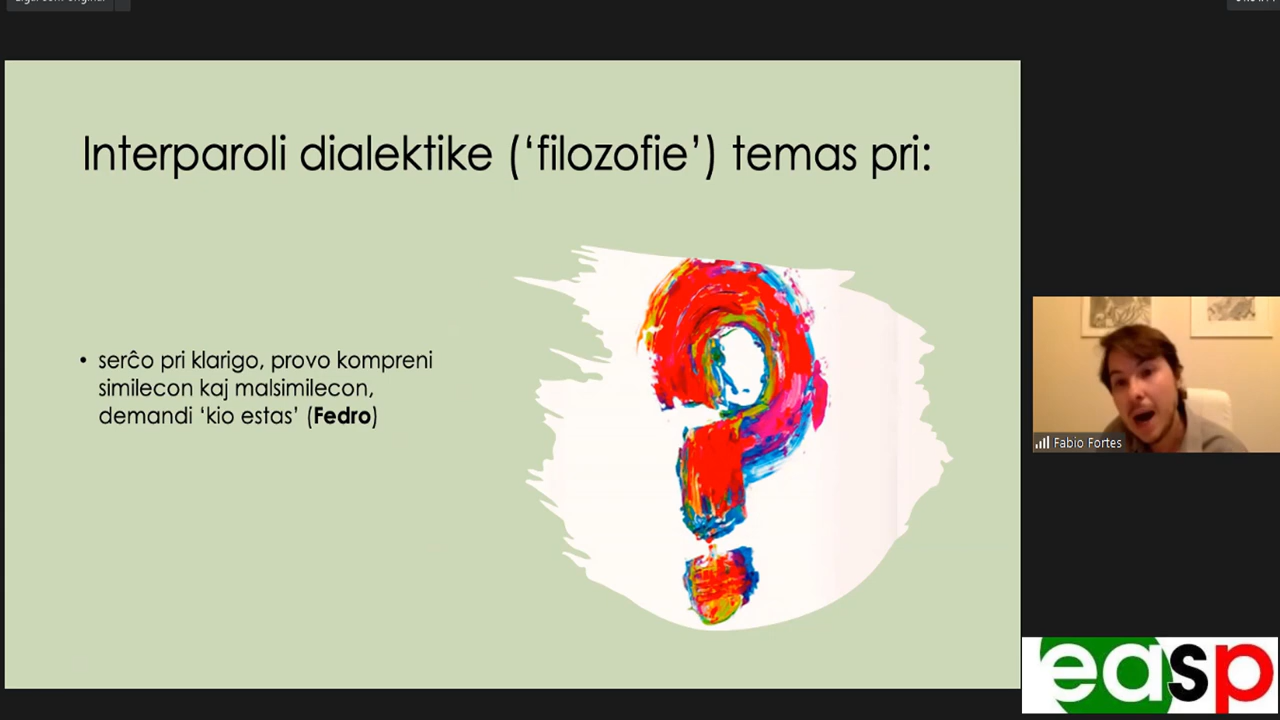 Interparoli dialektike (‘filozofie’) temas pri:
• serĉo pri klarigo, provo kompreni
similecon kaj malsimilecon,
demandi ‘kio estas’ (Fedro)
Fabio Fortes
easp